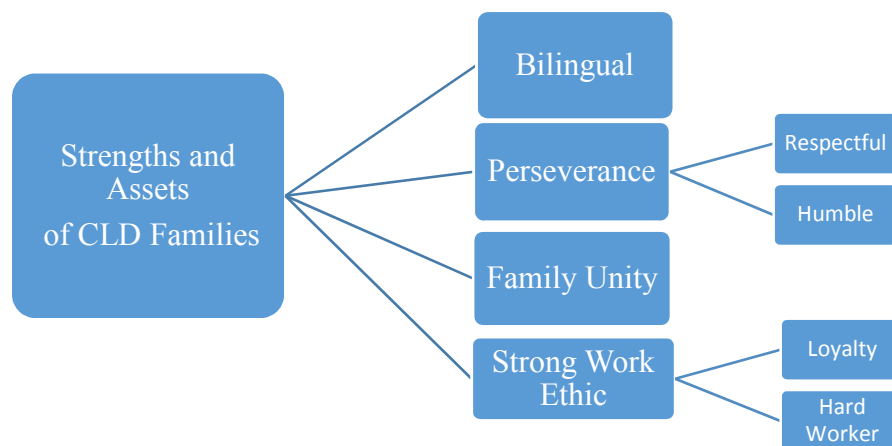 Strengths and
Assets
of CLD Families
Bilingual
Perseverance
Respectful
Humble
Family Unity
Strong Work
Ethic
Loyalty
Hard
Worker